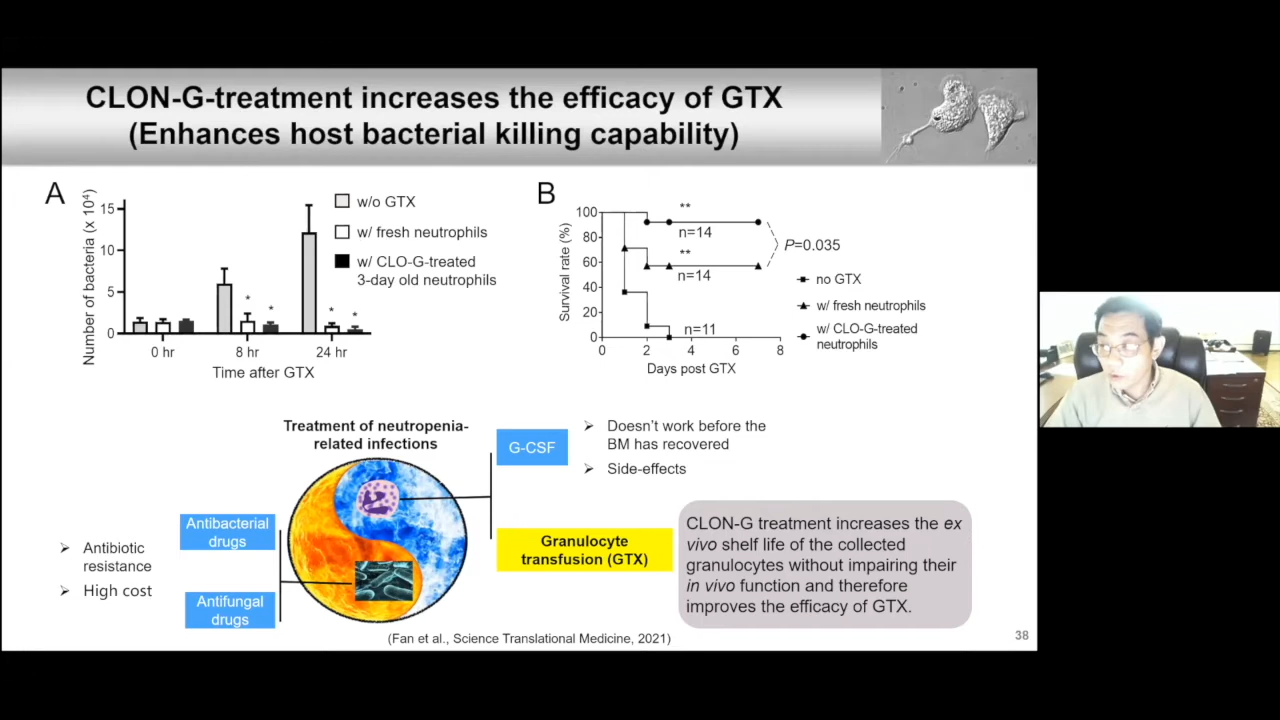 CLON-G-treatment increases the efficacy of GTX
(Enhances host bacterial killing capability)
A
Number of bacteria (x 10⁴)
15
10
5
0
0 hr
8 hr
24 hr
Time after GTX
*
*
*
*
w/o GTX
w/ fresh neutrophils
w/ CLO-G-treated
3-day old neutrophils
B
Survival rate (%)
100
80
60
40
20
0
0
2
4
6
8
Days post GTX
**
n=14
**
n=14
n=11
P=0.035
no GTX
w/ fresh neutrophils
w/ CLO-G-treated
neutrophils
Treatment of neutropenia-
related infections
G-CSF
➢ Doesn't work before the
BM has recovered
➢ Side-effects
Antibacterial
drugs
➢ Antibiotic
resistance
➢ High cost
Antifungal
drugs
Granulocyte
transfusion (GTX)
CLON-G treatment increases the ex
vivo shelf life of the collected
granulocytes without impairing their
in vivo function and therefore
improves the efficacy of GTX.
(Fan et al., Science Translational Medicine, 2021)
38